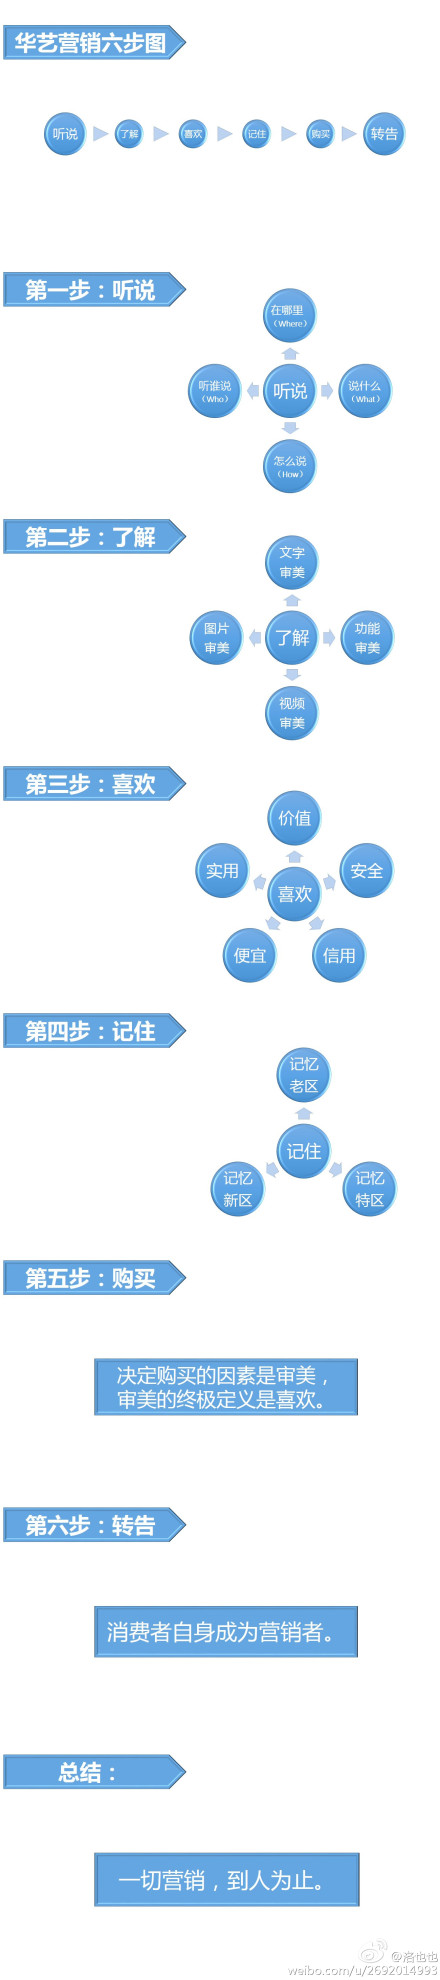 华艺营销六步图
听说
了解
喜欢
记住
购买
转告
第一步：听说
在哪里
（Where）
听谁说
（Who）
听说
说什么
（What）
怎么说
（How）
第二步：了解
文字
审美
图片
审美
了解
功能
审美
视频
审美
第三步：喜欢
价值
实用
安全
喜欢
便宜
信用
第四步：记住
记忆
老区
记住
记忆
新区
记忆
特区
第五步：购买
决定购买的因素是审美，
审美的终极定义是喜欢。
第六步：转告
消费者自身成为营销者。
总结：
一切营销，到人为止。
@洛也也
weibo.com/u/2692014993